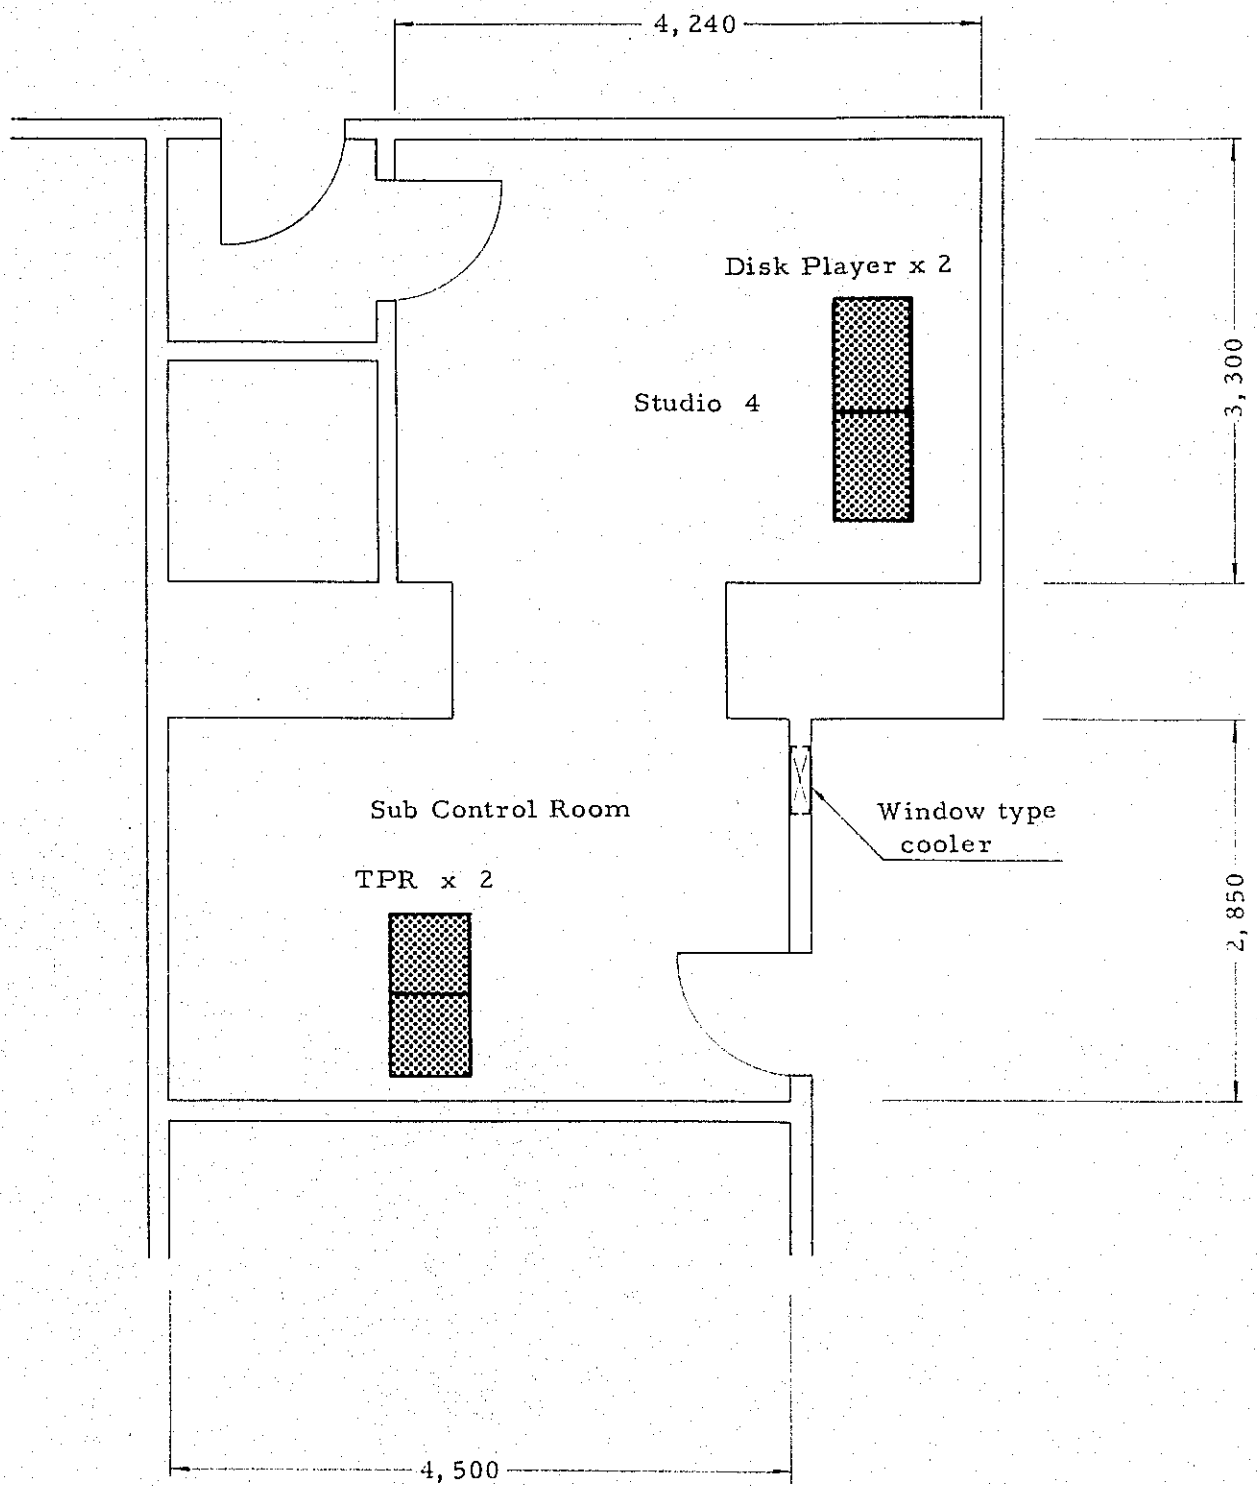 4,240
Disk Player x 2
3,300
Studio 4
Sub Control Room
Window type
cooler
TPR x 2
2,850
4,500